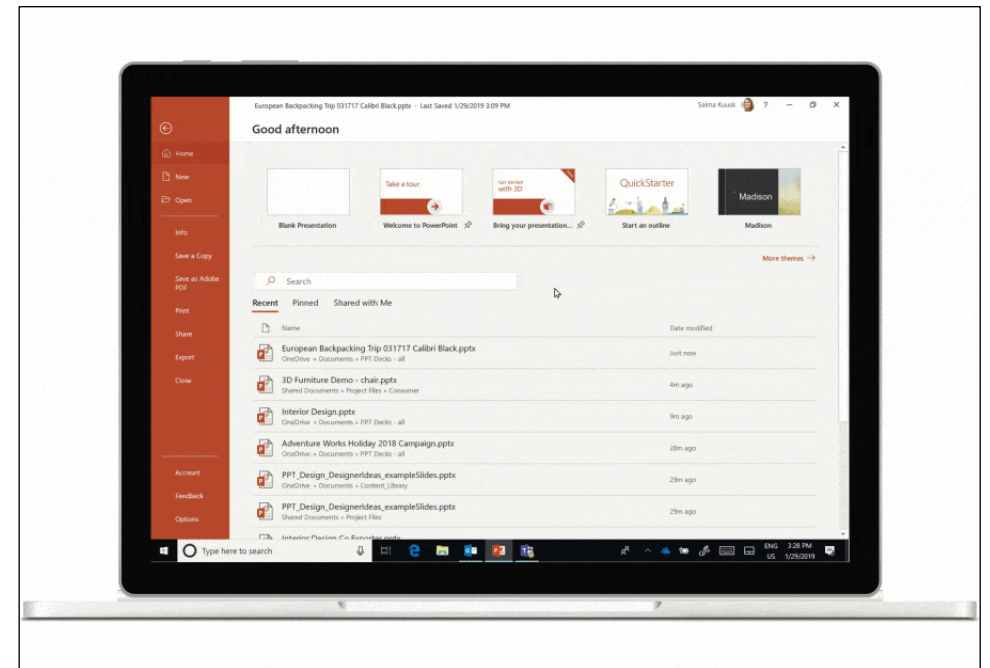 European Backpacking Trip 031717 Calibri Black.pptx - Last Saved 1/29/2019 3:09 PM
Salma Kuusk ?
Good afternoon
Home
New
Open
Info
Save a Copy
Save as Adobe
PDF
Print
Share
Export
Close
Account
Feedback
Options
Take a tour
Get started
with 3D
QuickStarter
Madison
Blank Presentation
Welcome to PowerPoint
Bring your presentation...
Start an outline
Madison
More themes
Search
Recent Pinned Shared with Me
Name Date modified
European Backpacking Trip 031717 Calibri Black.pptx
OneDrive » Documents » PPT Decks - all
Just now
3D Furniture Demo - chair.pptx
Shared Documents » Project Files » Consumer
4m ago
Interior Design.pptx
OneDrive » Documents » PPT Decks - all
9m ago
Adventure Works Holiday 2018 Campaign.pptx
OneDrive » Documents » PPT Decks - all
28m ago
PPT_Design_DesignerIdeas_exampleSlides.pptx
OneDrive » Documents » Content_Library
29m ago
PPT_Design_DesignerIdeas_exampleSlides.pptx
Shared Documents » Project Files
29m ago
Type here to search
ENG
US
3:28 PM
1/29/2019